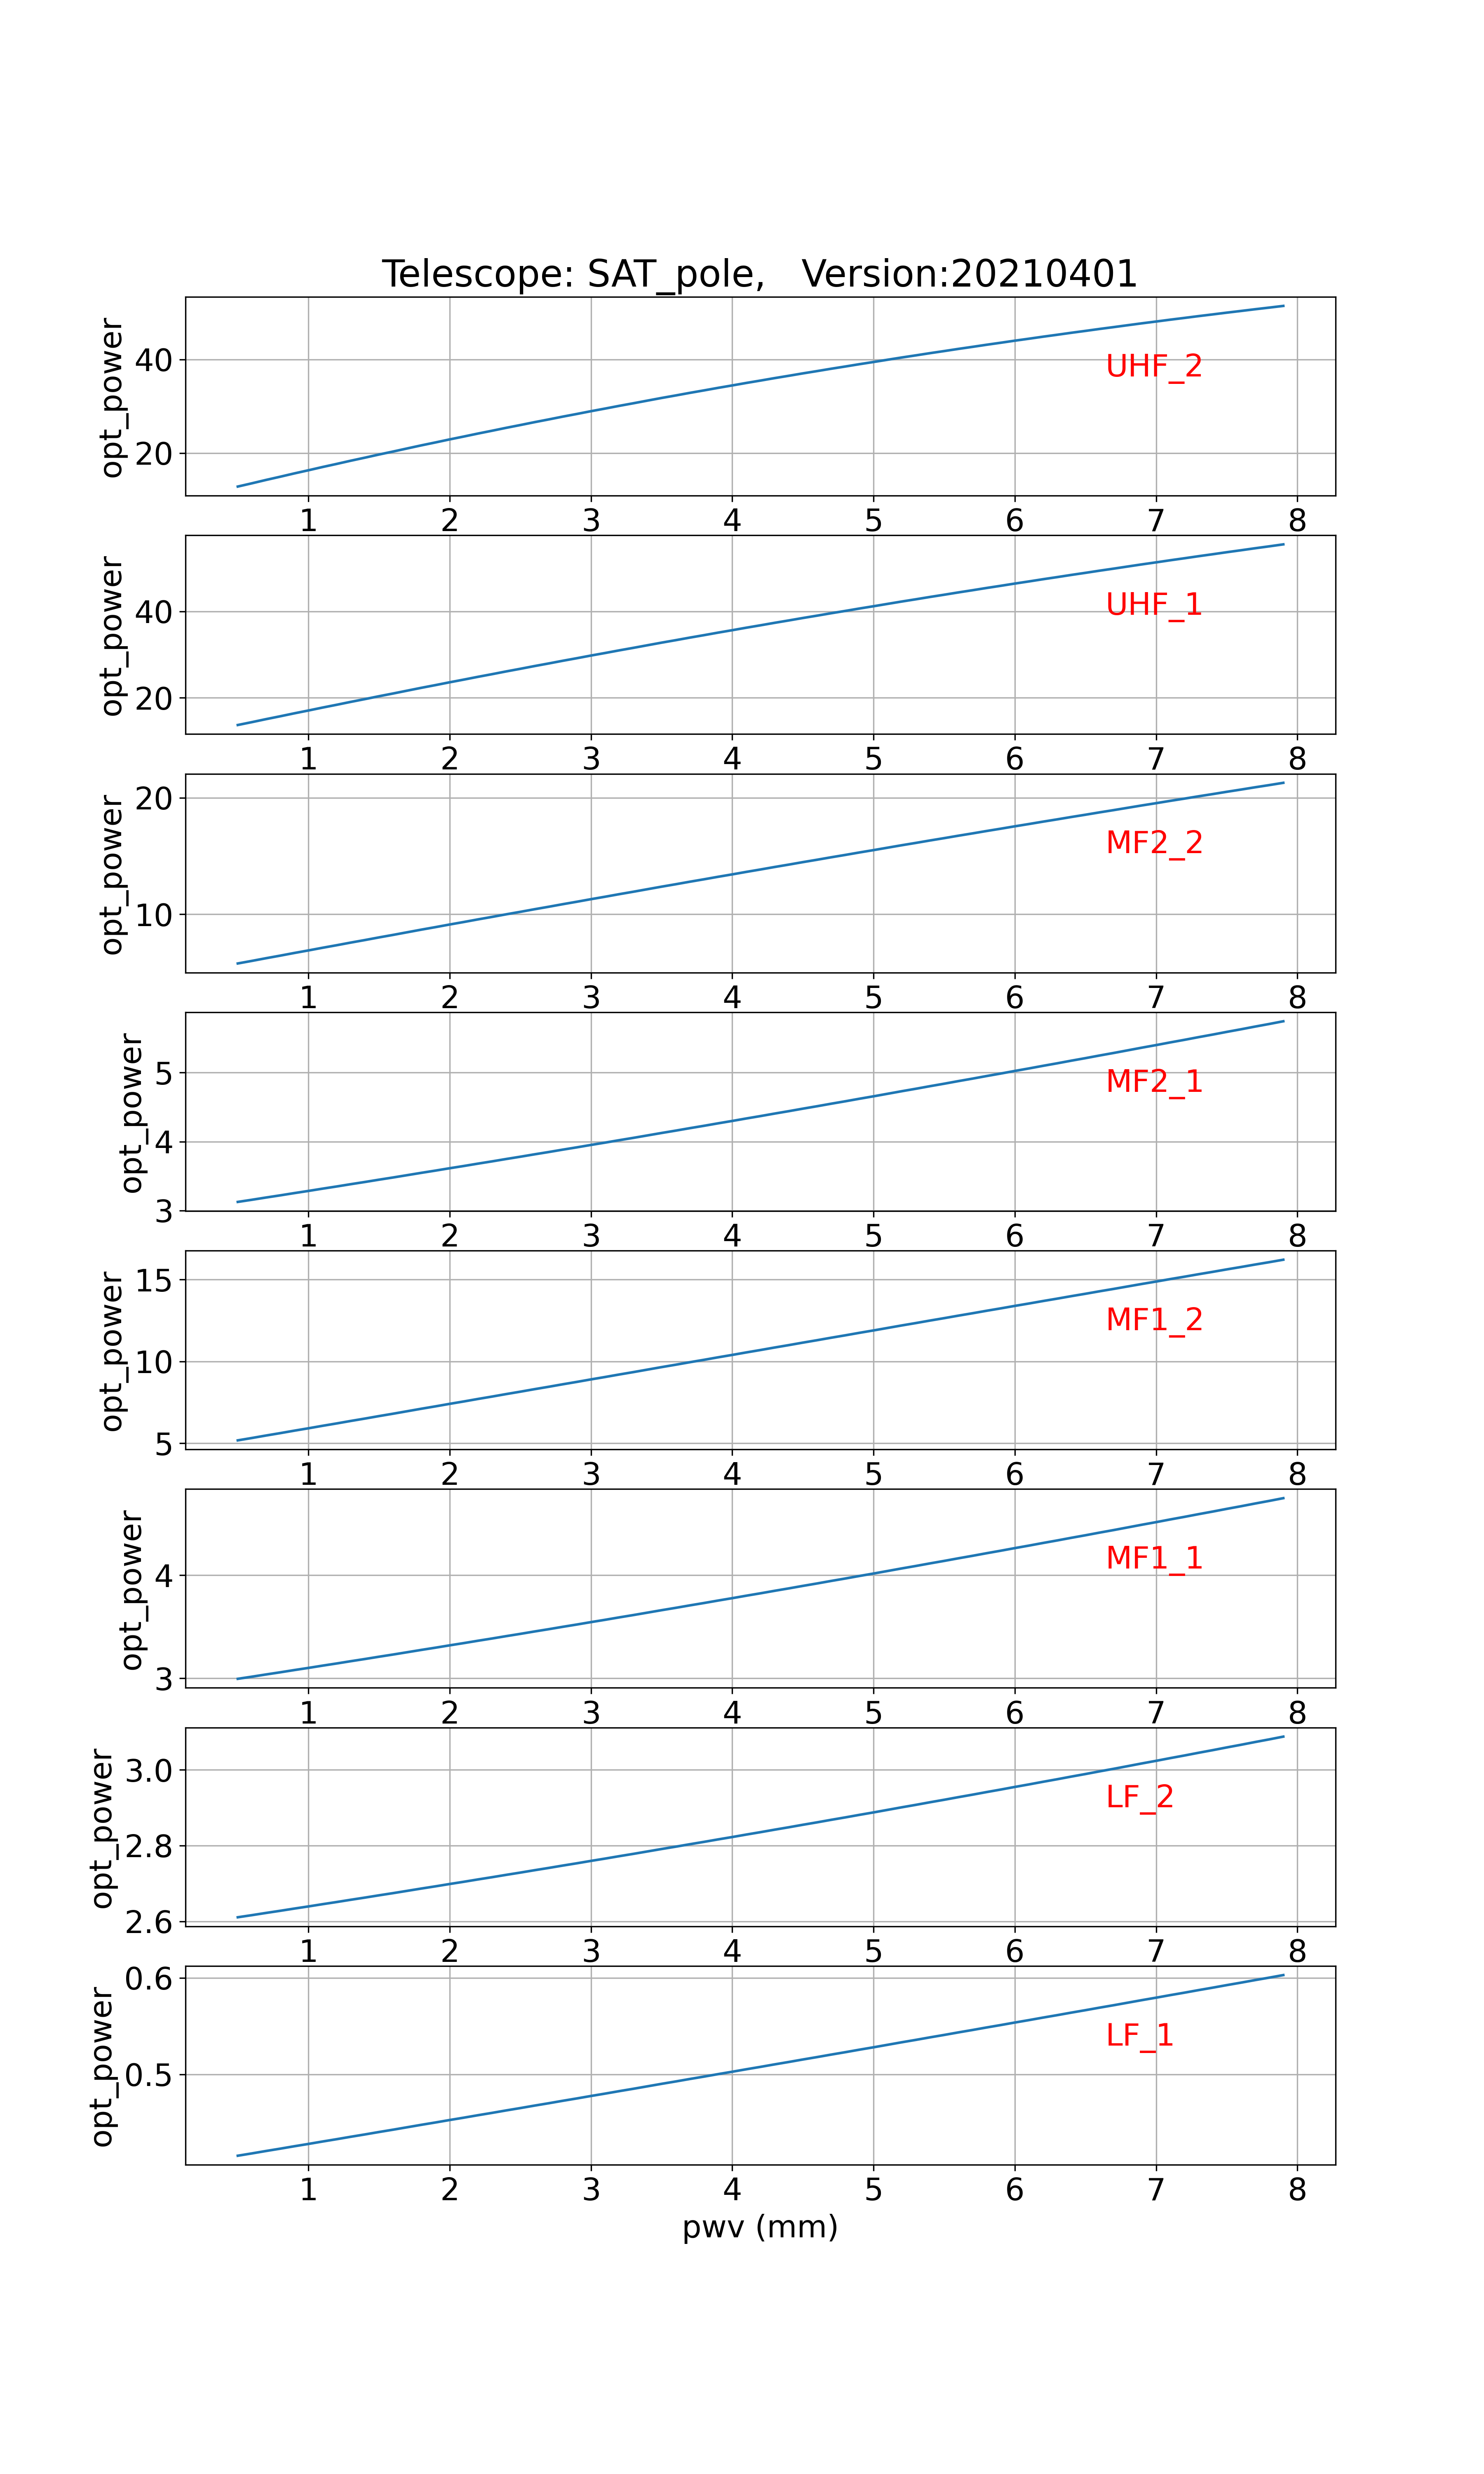 Telescope: SAT_pole,   Version:20210401
opt_power
40
20
UHF_2
1 2 3 4 5 6 7 8
opt_power
40
20
UHF_1
1 2 3 4 5 6 7 8
opt_power
20
10
MF2_2
1 2 3 4 5 6 7 8
opt_power
5
4
3
MF2_1
1 2 3 4 5 6 7 8
opt_power
15
10
5
MF1_2
1 2 3 4 5 6 7 8
opt_power
4
3
MF1_1
1 2 3 4 5 6 7 8
opt_power
3.0
2.8
2.6
LF_2
1 2 3 4 5 6 7 8
opt_power
0.6
0.5
LF_1
1 2 3 4 5 6 7 8
pwv (mm)